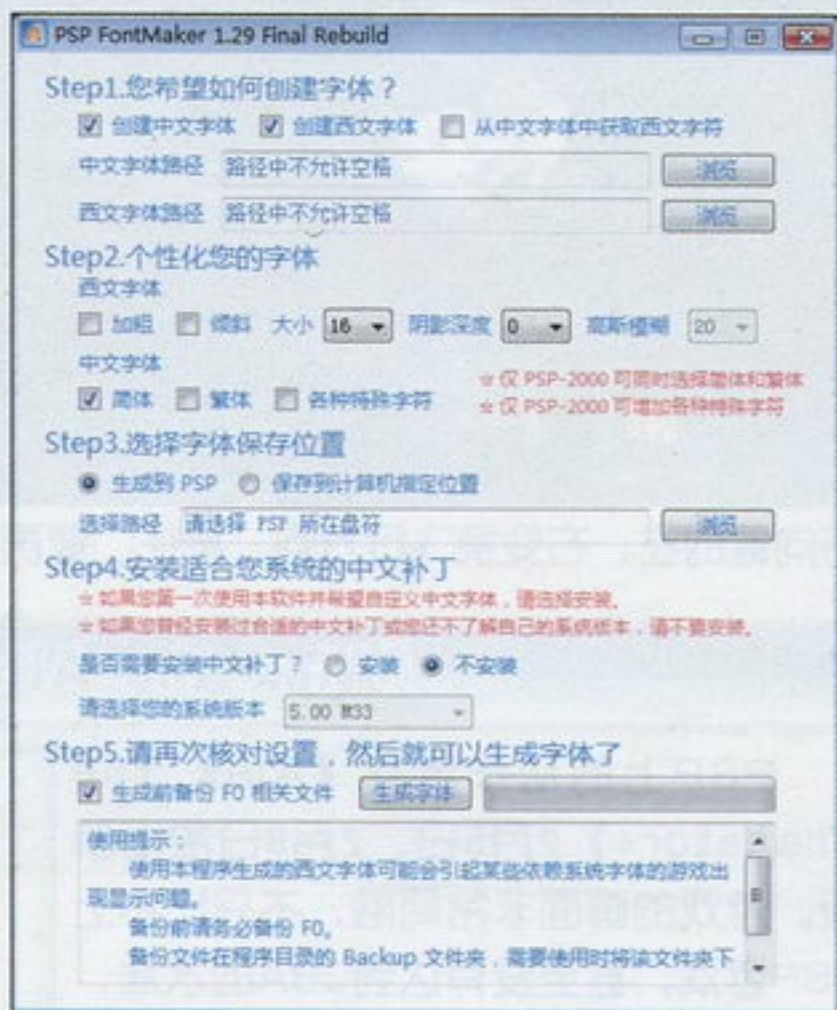 PSP FontMaker 1.29 Final Rebuild
Step1.您希望如何创建字体？
创建中文字体 创建西文字体 从中文字体中获取西文字符
中文字体路径 路径中不允许空格 浏览
西文字体路径 路径中不允许空格 浏览
Step2.个性化您的字体
西文字体
加粗 倾斜 大小 16 阴影深度 0 高斯模糊 20
中文字体
简体 繁体 各种特殊字符
☆仅 PSP-2000 可同时选择简体和繁体
☆仅 PSP-2000 可增加各种特殊字符
Step3.选择字体保存位置
生成到 PSP 保存到计算机指定位置
选择路径 请选择 PSP 所在盘符 浏览
Step4.安装适合您系统的中文补丁
☆如果您第一次使用本软件并希望自定义中文字体，请选择安装。
☆如果您曾经安装过合适的中文补丁或您还不了解自己的系统版本，请不要安装。
是否需要安装中文补丁？ 安装 不安装
请选择您的系统版本 5.00 M33
Step5.请再次核对设置，然后就可以生成字体了
生成前备份 F0 相关文件 生成字体
使用提示：
使用本程序生成的西文字体可能会引起某些依赖系统字体的游戏出
现显示问题。
备份前请务必备份 F0。
备份文件在程序目录的 Backup 文件夹，需要使用时将该文件夹下